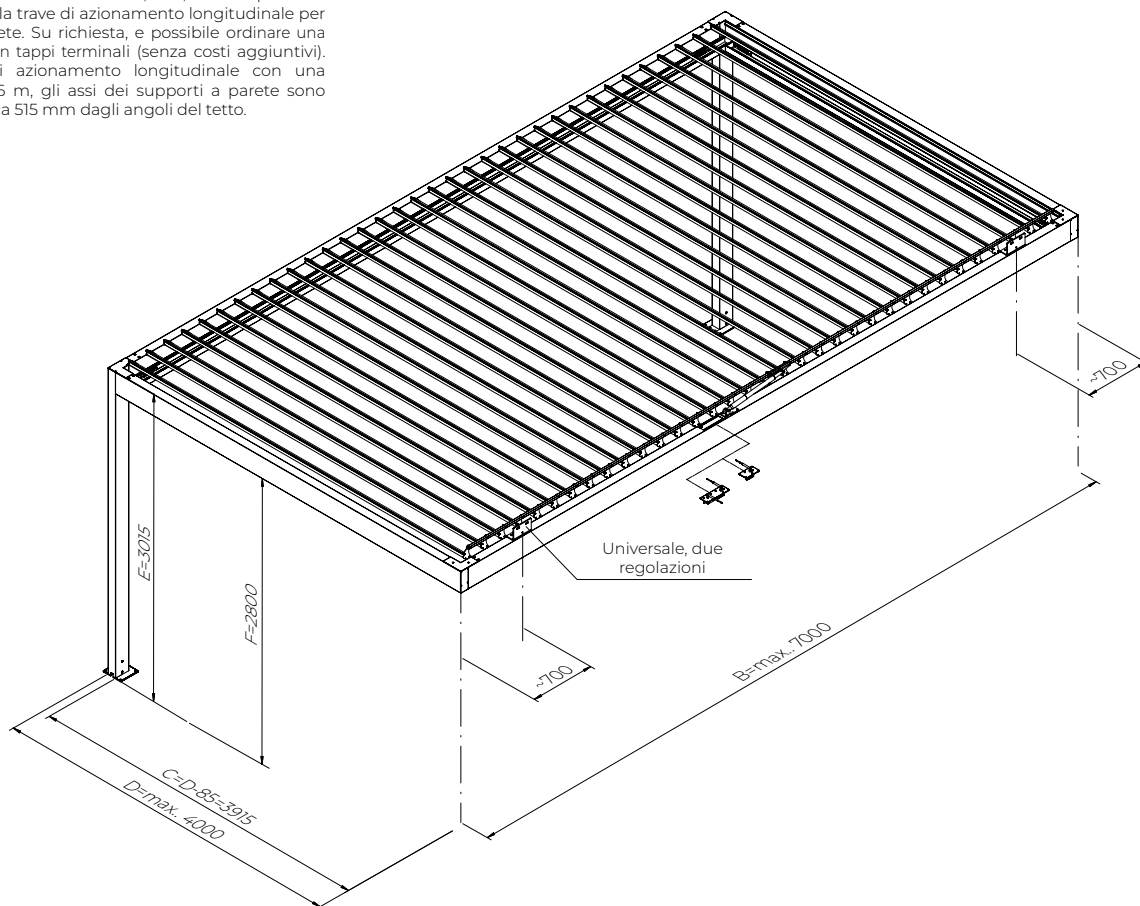 la trave di azionamento longitudinale per
ete. Su richiesta, e possibile ordinare una
n tappi terminali (senza costi aggiuntivi).
i azionamento longitudinale con una
5 m, gli assi dei supporti a parete sono
a 515 mm dagli angoli del tetto.
~700
E=3015
F=2800
Universale, due
regolazioni
~700
B=max.. 7000
C=D-85=3915
D=max.. 4000